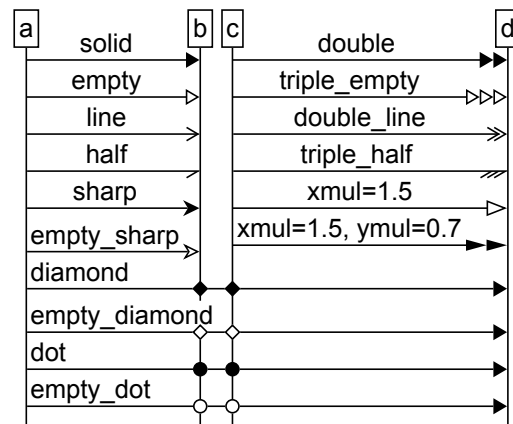 a b c d
solid double
empty triple_empty
line double_line
half triple_half
sharp xmul=1.5
empty_sharp xmul=1.5, ymul=0.7
diamond
empty_diamond
dot
empty_dot